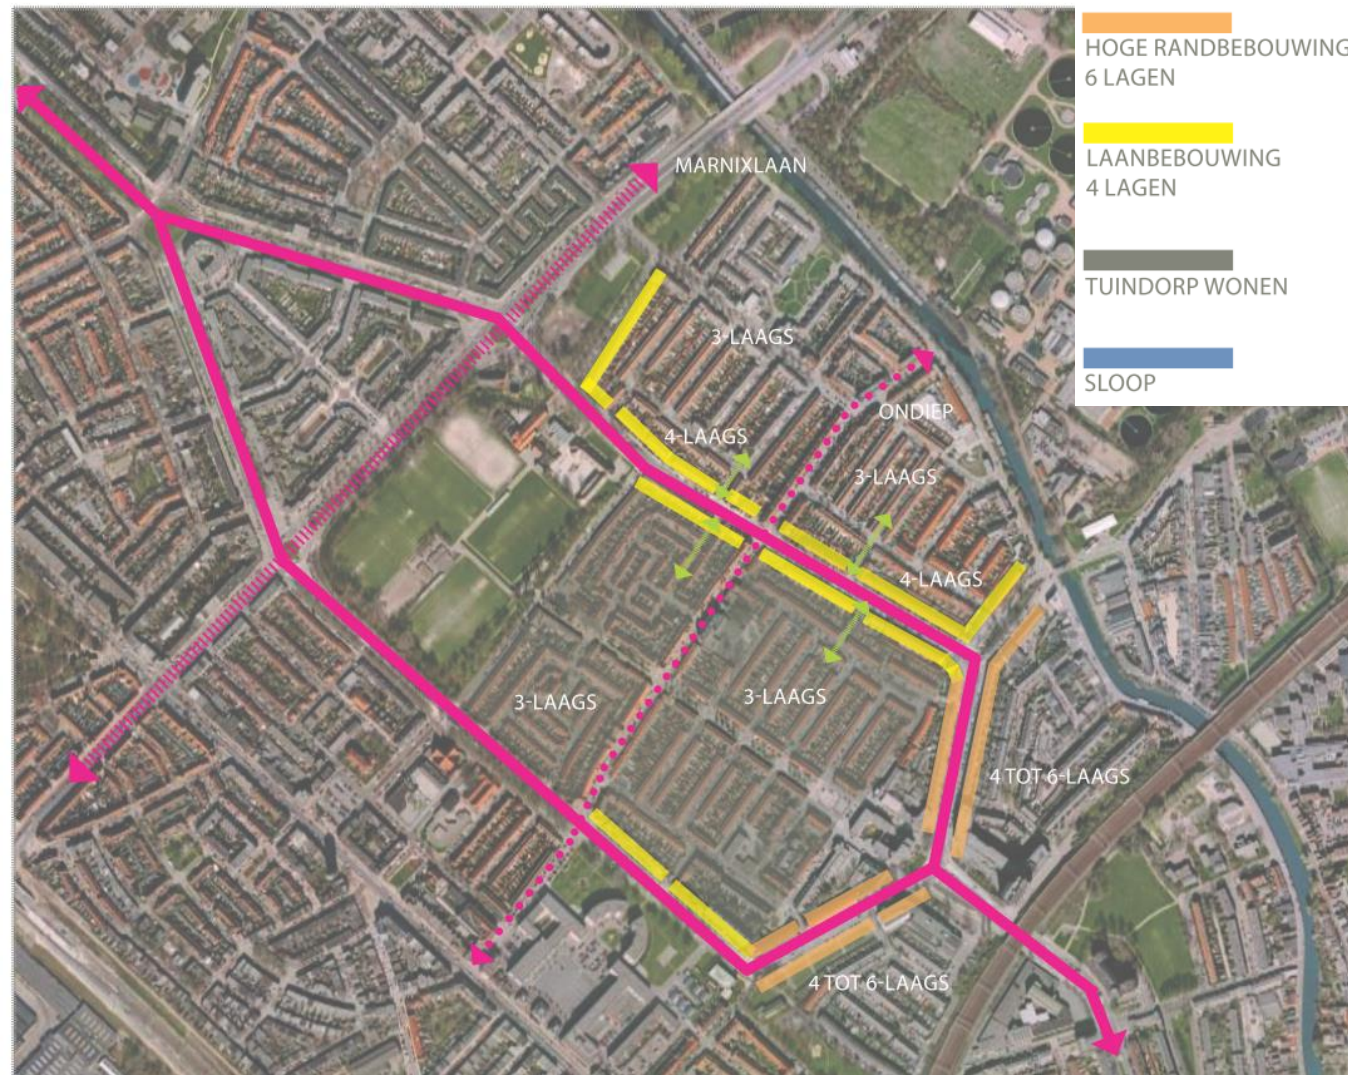 HOGE RANDBEBOUWING
6 LAGEN
LAANBEBOUWING
4 LAGEN
TUINDORP WONEN
SLOOP
MARNIXLAAN
3-LAAGS
ONDIEP
4-LAAGS
3-LAAGS
4-LAAGS
3-LAAGS
3-LAAGS
4 TOT 6-LAAGS
4 TOT 6-LAAGS